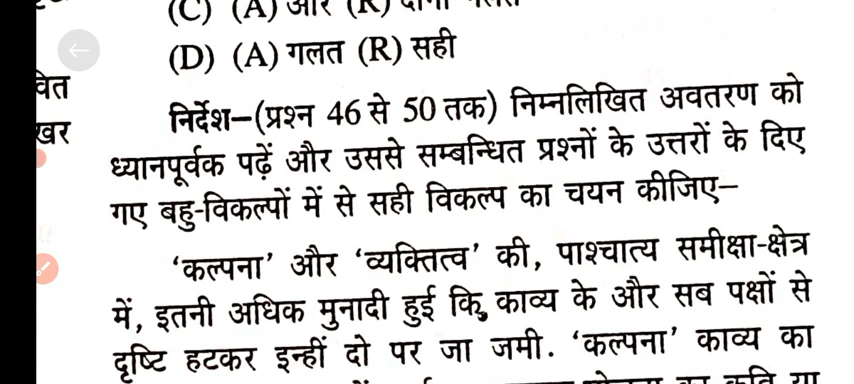 (C) (A) और (R) दोनों गलत
(D) (A) गलत (R) सही
वित
खर
निर्देश–(प्रश्न 46 से 50 तक) निम्नलिखित अवतरण को
ध्यानपूर्वक पढ़ें और उससे सम्बन्धित प्रश्नों के उत्तरों के दिए
गए बहु-विकल्पों में से सही विकल्प का चयन कीजिए–
‘कल्पना’ और ‘व्यक्तित्व’ की, पाश्चात्य समीक्षा-क्षेत्र
में, इतनी अधिक मुनादी हुई कि, काव्य के और सब पक्षों से
दृष्टि हटकर इन्हीं दो पर जा जमी. ‘कल्पना’ काव्य का